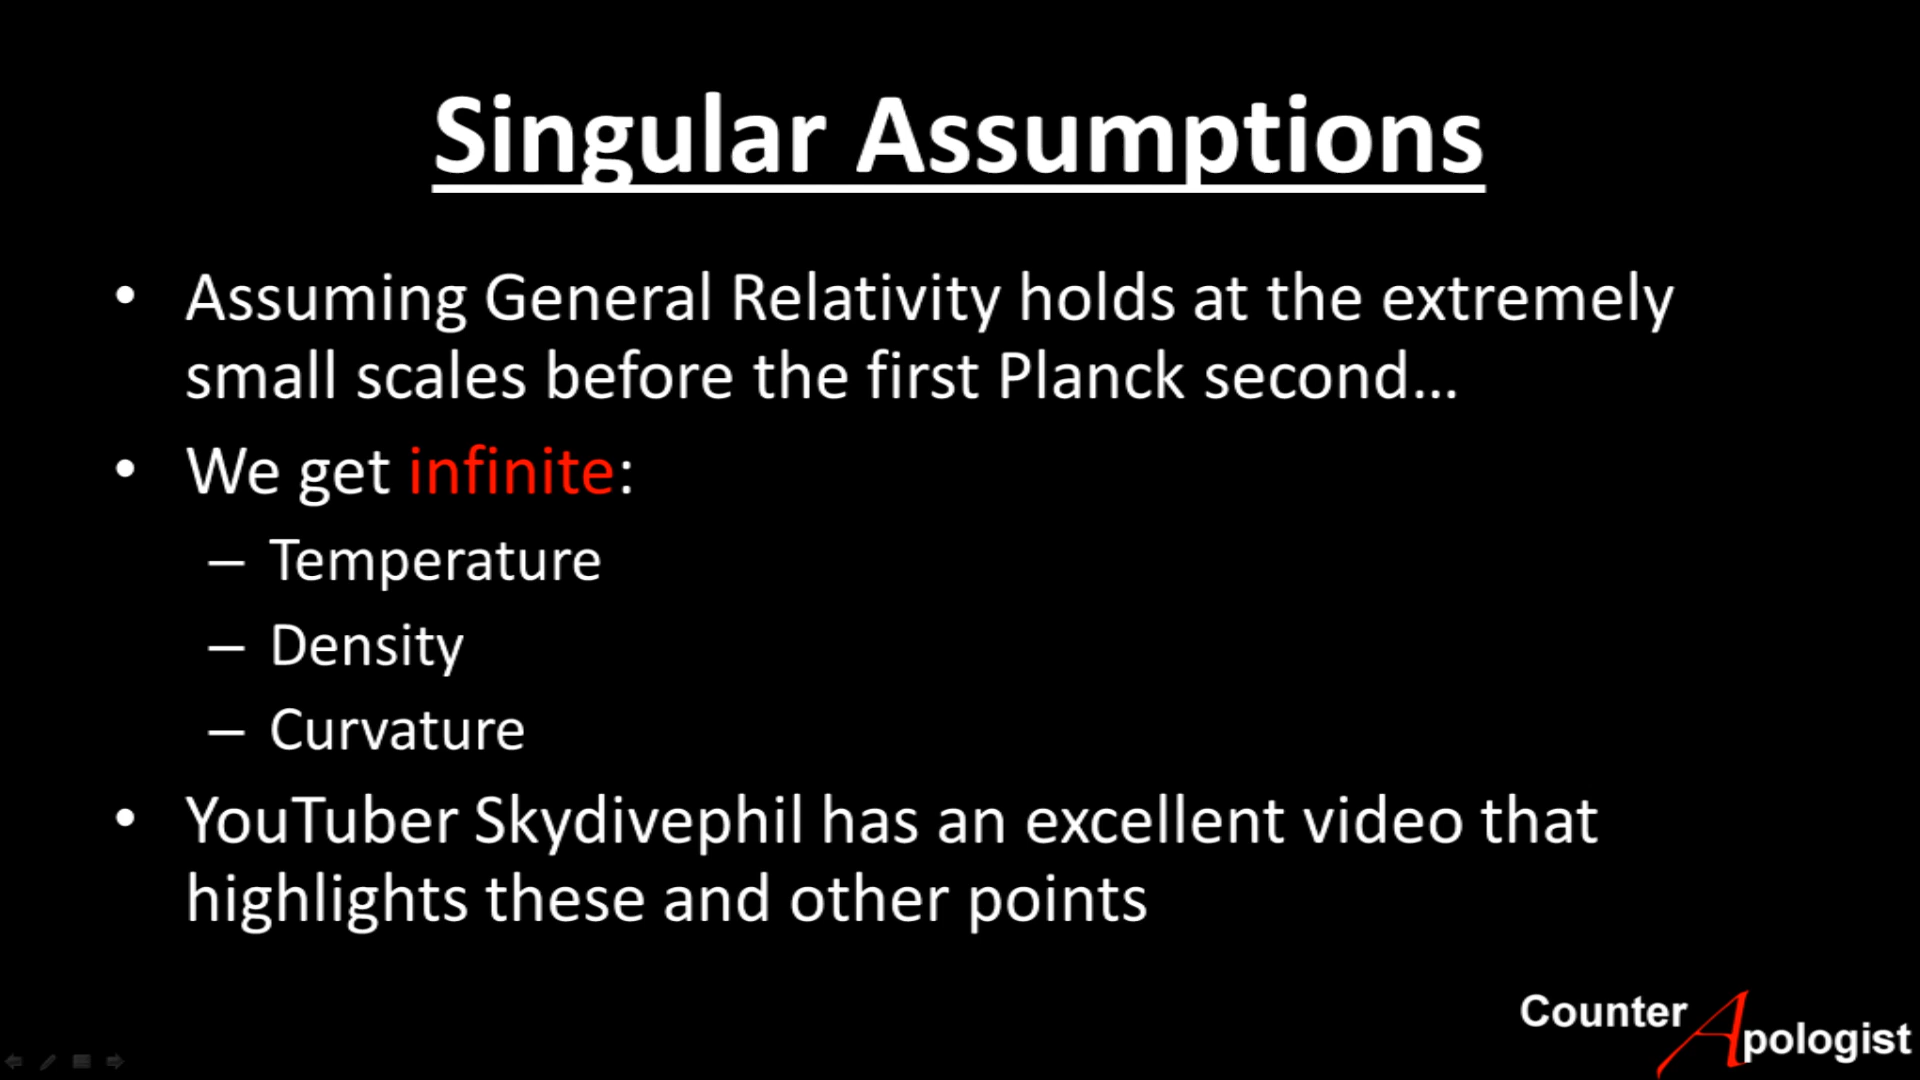 Singular Assumptions
• Assuming General Relativity holds at the extremely
small scales before the first Planck second...
• We get infinite:
– Temperature
– Density
– Curvature
• YouTuber Skydivephil has an excellent video that
highlights these and other points
Counter Apologist